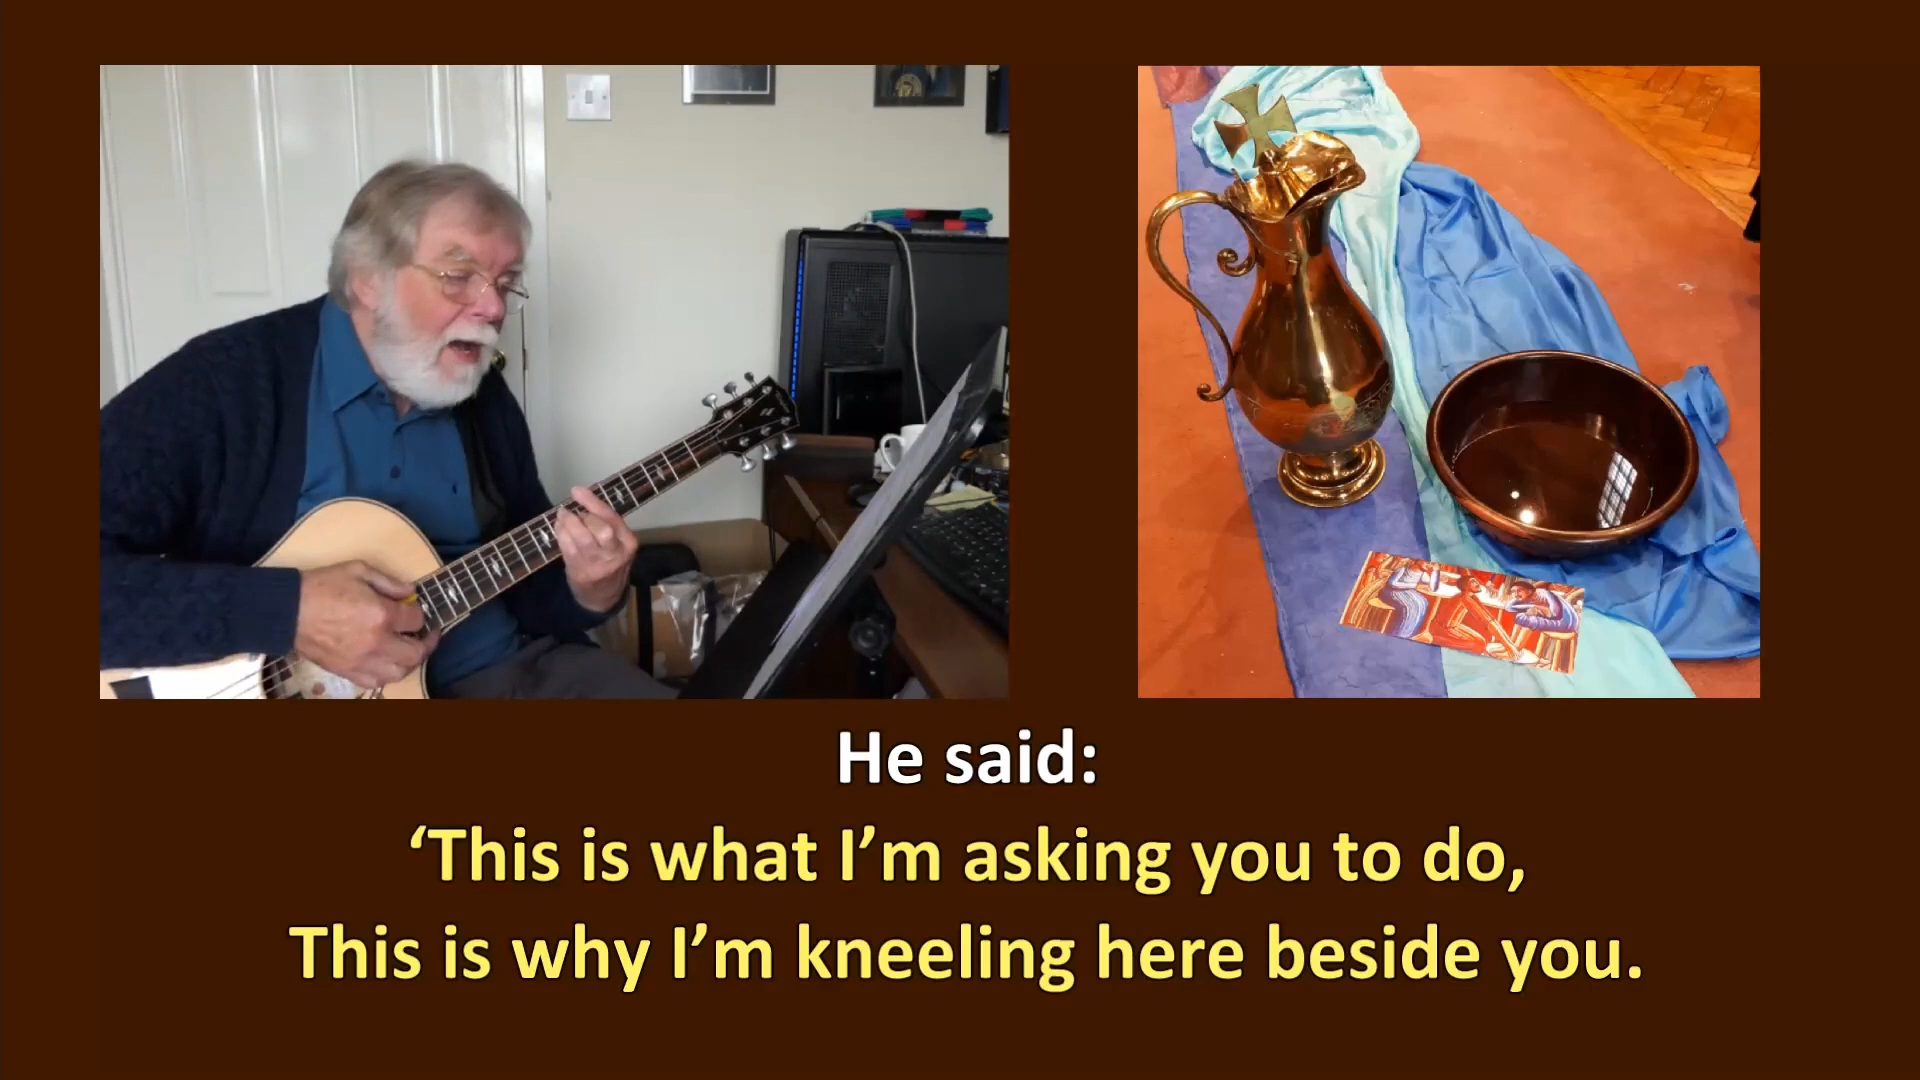 He said:
‘This is what I’m asking you to do,
This is why I’m kneeling here beside you.